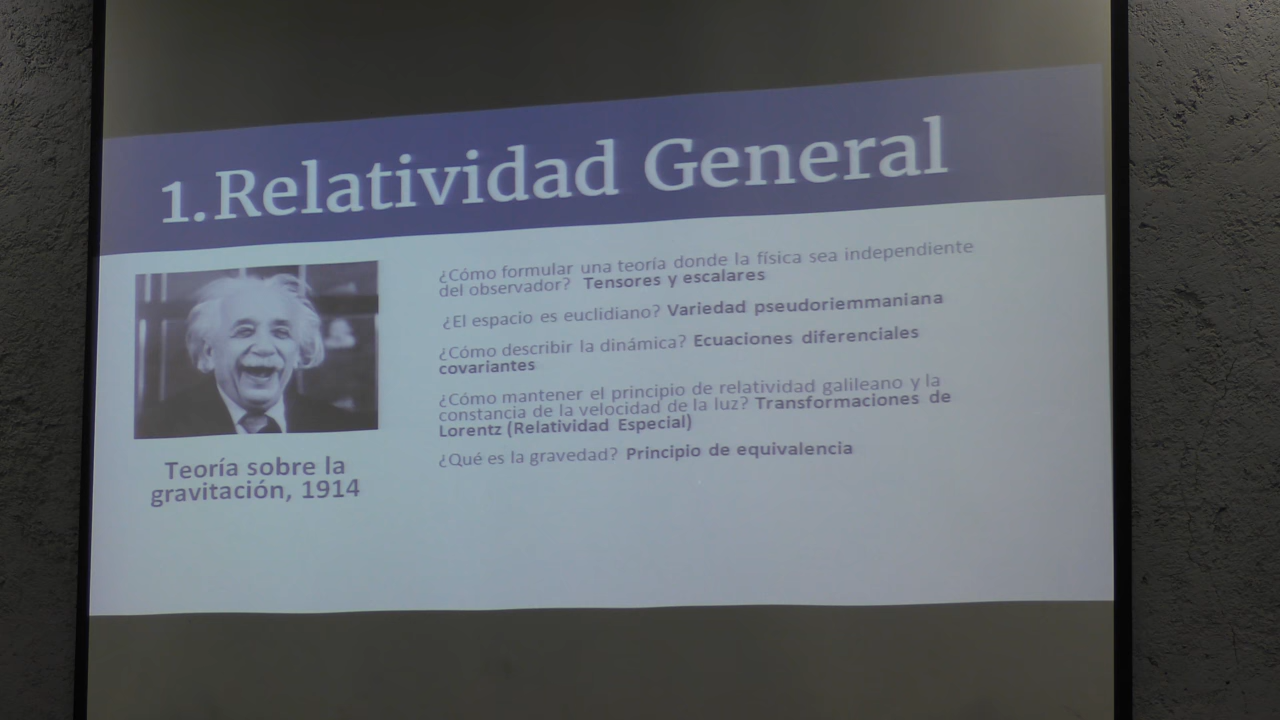 1.Relatividad General
¿Cómo formular una teoría donde la física sea independiente
del observador? Tensores y escalares
¿El espacio es euclidiano? Variedad pseudoriemmaniana
¿Cómo describir la dinámica? Ecuaciones diferenciales
covariantes
¿Cómo mantener el principio de relatividad galileano y la
constancia de la velocidad de la luz? Transformaciones de
Lorentz (Relatividad Especial)
¿Qué es la gravedad? Principio de equivalencia
Teoría sobre la
gravitación, 1914